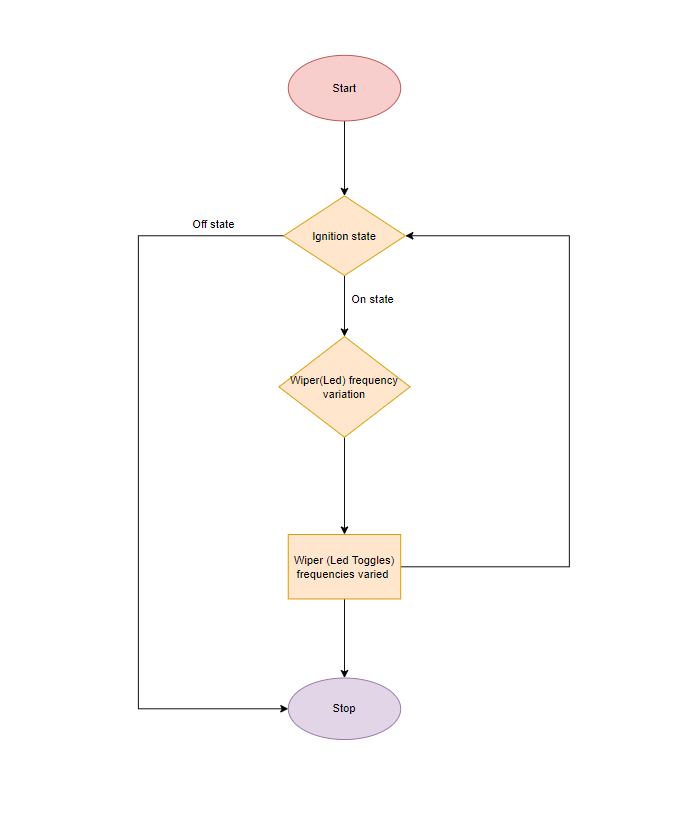 Start
Off state
Ignition state
On state
Wiper(Led) frequency
variation
Wiper (Led Toggles)
frequencies varied
Stop